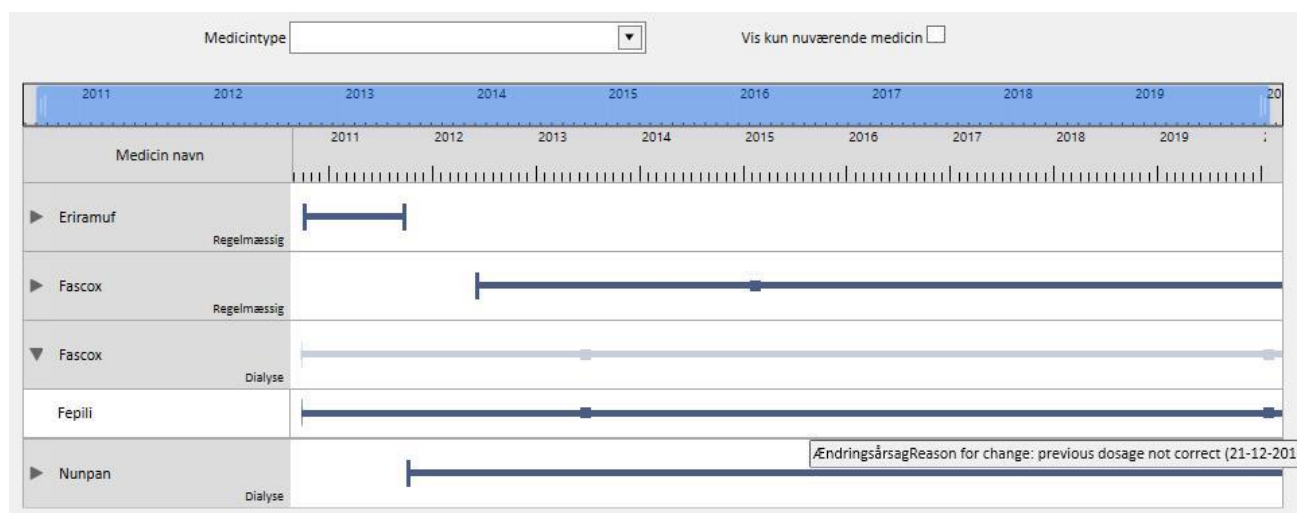 Medicintype Vis kun nuværende medicin
2011 2012 2013 2014 2015 2016 2017 2018 2019 20
Medicin navn 2011 2012 2013 2014 2015 2016 2017 2018 2019
Eriramuf
Regelmæssig
Fascox
Regelmæssig
Fascox
Dialyse
Fepili
ÆndringsårsagReason for change: previous dosage not correct (21-12-201
Nunpan
Dialyse